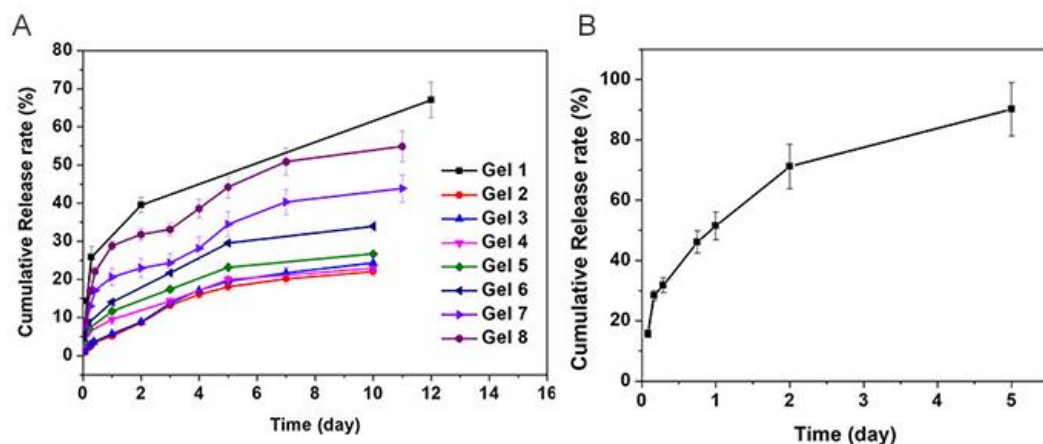 A
80
70
60
50
40
30
20
10
0
Cumulative Release rate (%)
0 2 4 6 8 10 12 14 16
Time (day)
Gel 1
Gel 2
Gel 3
Gel 4
Gel 5
Gel 6
Gel 7
Gel 8
B
100
80
60
40
20
0
Cumulative Release rate (%)
0 1 2 3 4 5
Time (day)